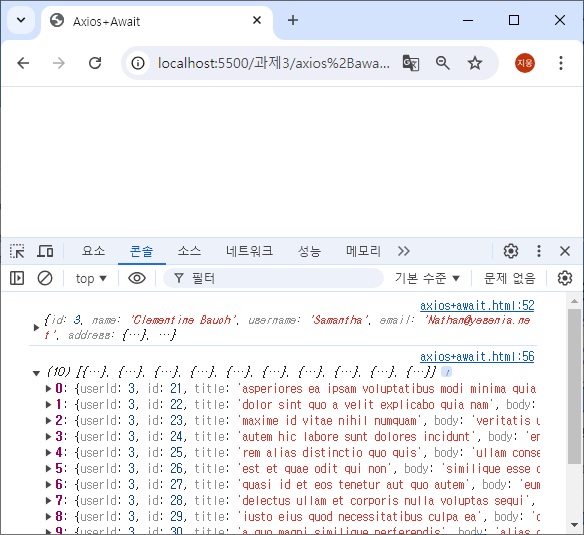 Axios+Await
localhost:5500/과제3/axios%2Bawa...
지웅
요소 콘솔 소스 네트워크 성능 메모리
top 필터 기본 수준 문제 없음
axios+await.html:52
{id: 3, name: 'Clementine Bauch', username: 'Samantha', email: 'Nathan@yesenia.ne
t', address: {…}, …}
axios+await.html:56
(10) [{…}, {…}, {…}, {…}, {…}, {…}, {…}, {…}, {…}, {…}]
0: {userId: 3, id: 21, title: 'asperiores ea ipsam voluptatibus modi minima quia
1: {userId: 3, id: 22, title: 'dolor sint quo a velit explicabo quia nam', body:
2: {userId: 3, id: 23, title: 'maxime id vitae nihil numquam', body: 'veritatis u
3: {userId: 3, id: 24, title: 'autem hic labore sunt dolores incidunt', body: 'en
4: {userId: 3, id: 25, title: 'rem alias distinctio quo quis', body: 'ullam conse
5: {userId: 3, id: 26, title: 'est et quae odit qui non', body: 'similique esse d
6: {userId: 3, id: 27, title: 'quasi id et eos tenetur aut quo autem', body: 'eum
7: {userId: 3, id: 28, title: 'delectus ullam et corporis nulla voluptas sequi',
8: {userId: 3, id: 29, title: 'iusto eius quod necessitatibus culpa ea', body: '
9: {userId: 3, id: 30, title: 'a quo magni similique perferendis', body: 'alias